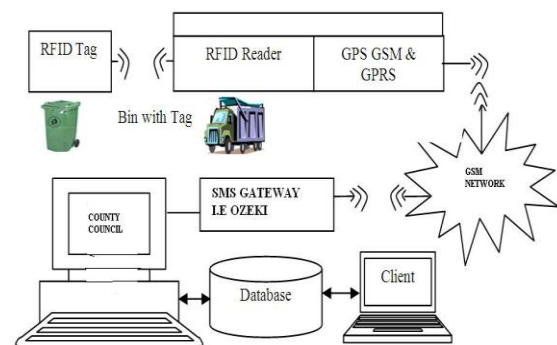 RFID Tag
RFID Reader
GPS GSM &
GPRS
Bin with Tag
GSM
NETWORK
SMS GATEWAY
I.E OZEKI
COUNTY
COUNCIL
Database
Client